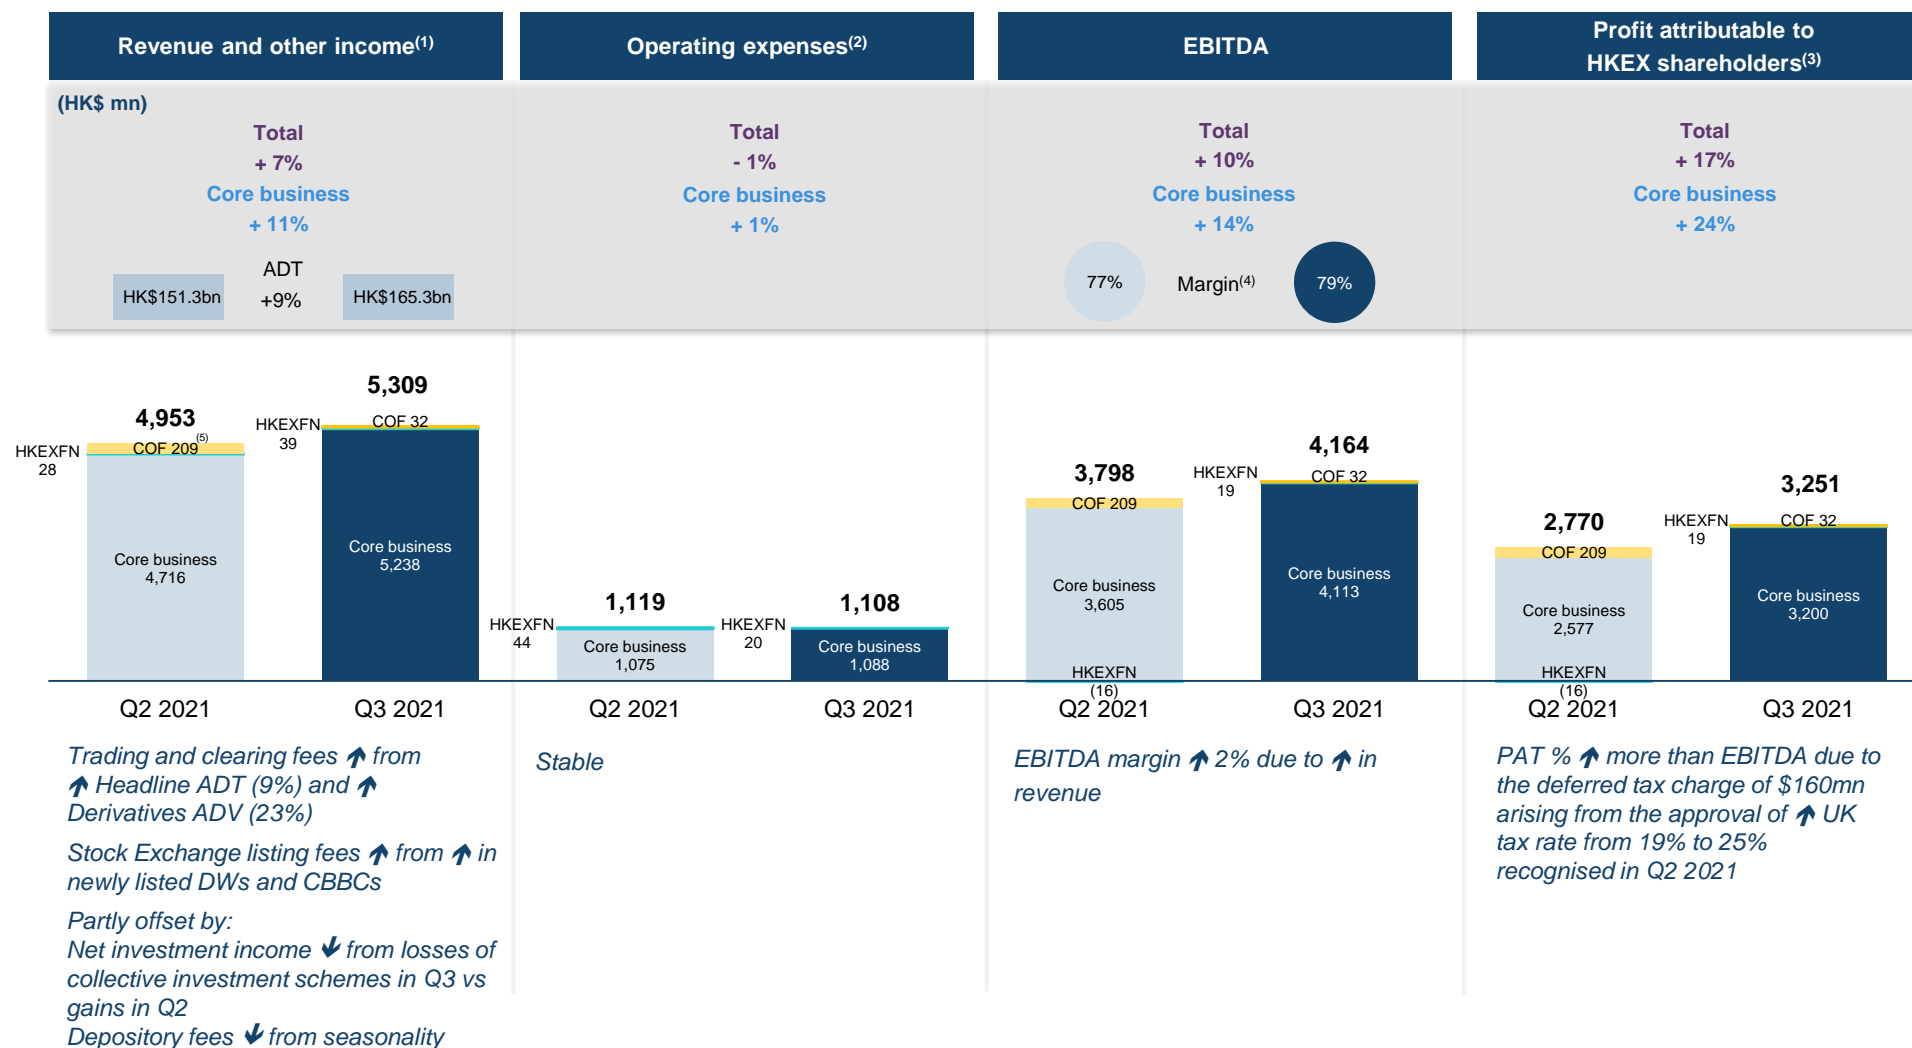 Revenue and other income(1)
(HK$ mn)
Total
+ 7%
Core business
+ 11%
ADT
HK$151.3bn +9% HK$165.3bn
4,953
(5)
COF 209
HKEXFN
28
Core business
4,716
Q2 2021
5,309
HKEXFN
39
COF 32
Core business
5,238
Q3 2021
Trading and clearing fees ↑ from
↑ Headline ADT (9%) and ↑
Derivatives ADV (23%)
Stock Exchange listing fees ↑ from ↑ in
newly listed DWs and CBBCs
Partly offset by:
Net investment income ↓ from losses of
collective investment schemes in Q3 vs
gains in Q2
Depository fees ↓ from seasonality
Operating expenses(2)
Total
- 1%
Core business
+ 1%
1,119
HKEXFN
44
Core business
1,075
Q2 2021
1,108
HKEXFN
20
Core business
1,088
Q3 2021
Stable
EBITDA
Total
+ 10%
Core business
+ 14%
77% Margin(4) 79%
3,798
COF 209
Core business
3,605
HKEXFN
(16)
Q2 2021
4,164
HKEXFN
19
COF 32
Core business
4,113
Q3 2021
EBITDA margin ↑ 2% due to ↑ in
revenue
Profit attributable to
HKEX shareholders(3)
Total
+ 17%
Core business
+ 24%
2,770
COF 209
Core business
2,577
HKEXFN
(16)
Q2 2021
3,251
HKEXFN
19
COF 32
Core business
3,200
Q3 2021
PAT % ↑ more than EBITDA due to
the deferred tax charge of $160mn
arising from the approval of ↑ UK
tax rate from 19% to 25%
recognised in Q2 2021